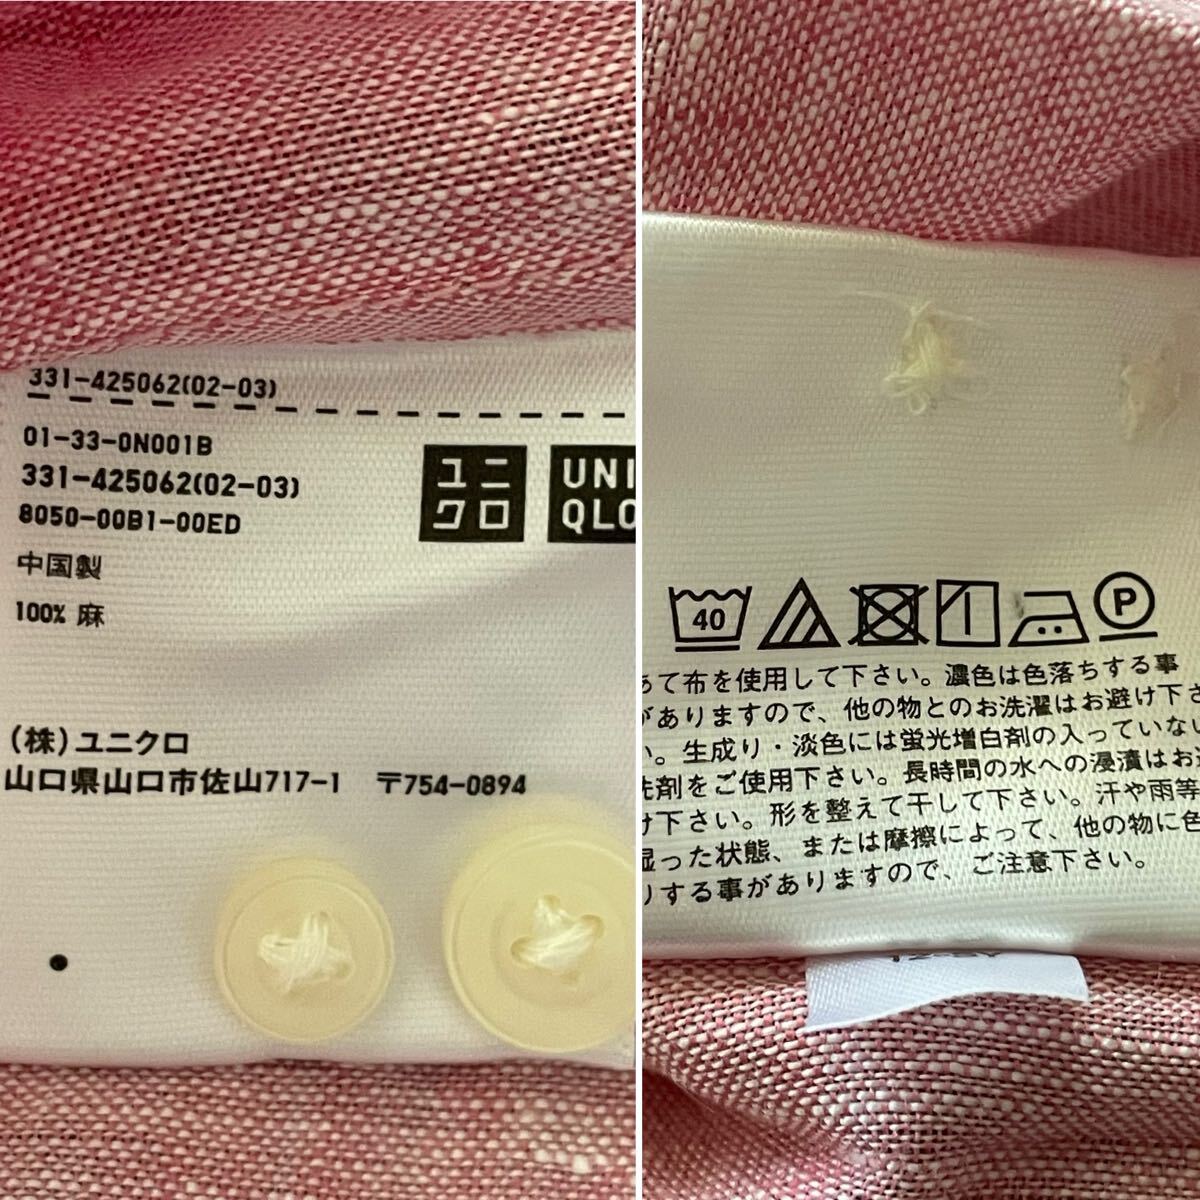 331-425062(02-03)
01-33-0N001B
331-425062(02-03)
8050-00B1-00ED
中国製
100% 麻
ユニ
クロ
UNI
QLO
(株)ユニクロ
山口県山口市佐山717-1 〒754-0894
40
P
あて布を使用して下さい。濃色は色落ちする事
がありますので、他の物とのお洗濯はお避け下さ
い。生成り・淡色には蛍光増白剤の入っていない
洗剤をご使用下さい。長時間の水への浸漬はお避
け下さい。形を整えて干して下さい。汗や雨等
湿った状態、または摩擦によって、他の物に色
りする事がありますので、ご注意下さい。